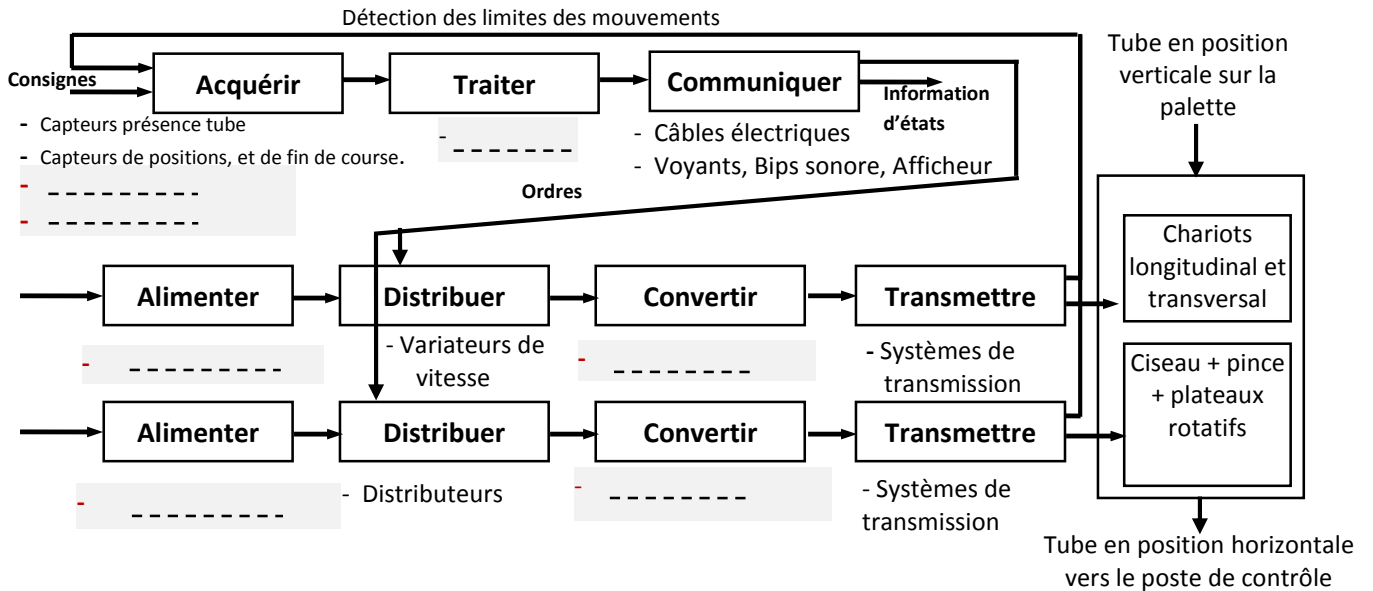 Détection des limites des mouvements
Consignes
Acquérir
Traiter
Communiquer
Information
d'états
- Capteurs présence tube
- Capteurs de positions, et de fin de course.
- _ _ _ _ _ _ _ _ _
- _ _ _ _ _ _ _ _ _
- _ _ _ _ _ _ _
- Câbles électriques
- Voyants, Bips sonore, Afficheur
Ordres
Tube en position
verticale sur la
palette
Alimenter
Distribuer
Convertir
Transmettre
- _ _ _ _ _ _ _ _ _
- Variateurs de
vitesse
- _ _ _ _ _ _ _ _
- Systèmes de
transmission
Chariots
longitudinal et
transversal
Alimenter
Distribuer
Convertir
Transmettre
- _ _ _ _ _ _ _ _ _
- Distributeurs
- _ _ _ _ _ _ _ _
- Systèmes de
transmission
Ciseau + pince
+ plateaux
rotatifs
Tube en position horizontale
vers le poste de contrôle